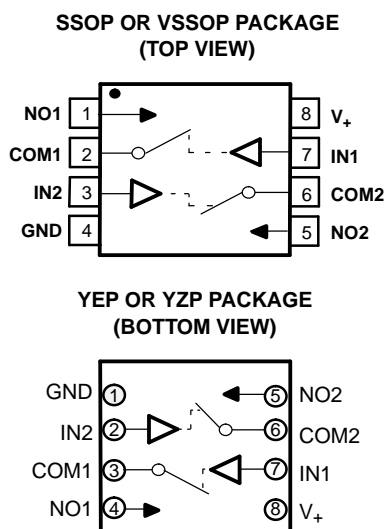 SSOP OR VSSOP PACKAGE
(TOP VIEW)
NO1 1 8 V+
COM1 2 7 IN1
IN2 3 6 COM2
GND 4 5 NO2
YEP OR YZP PACKAGE
(BOTTOM VIEW)
GND 1 5 NO2
IN2 2 6 COM2
COM1 3 7 IN1
NO1 4 8 V+